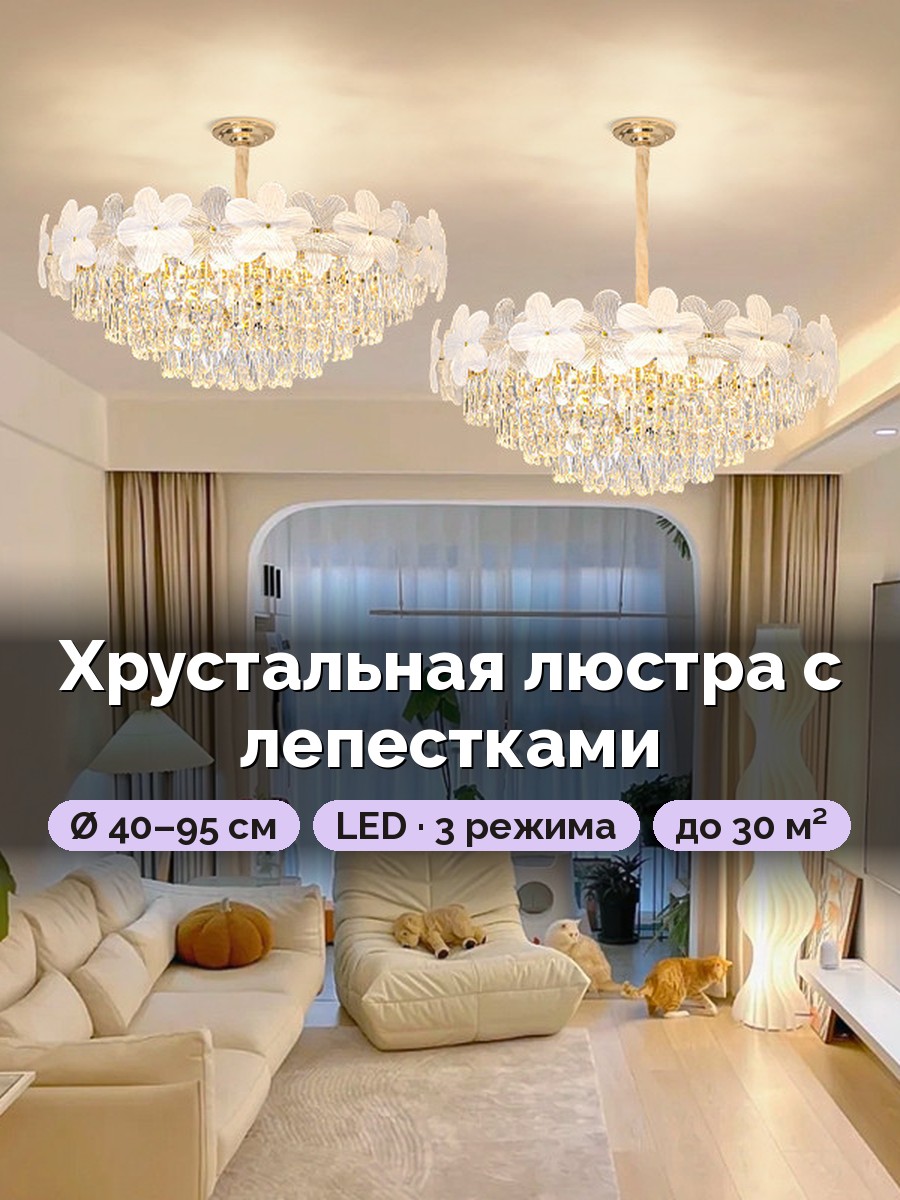 Хрустальная люстра с
лепестками
Ø 40–95 см
LED · 3 режима
до 30 м²